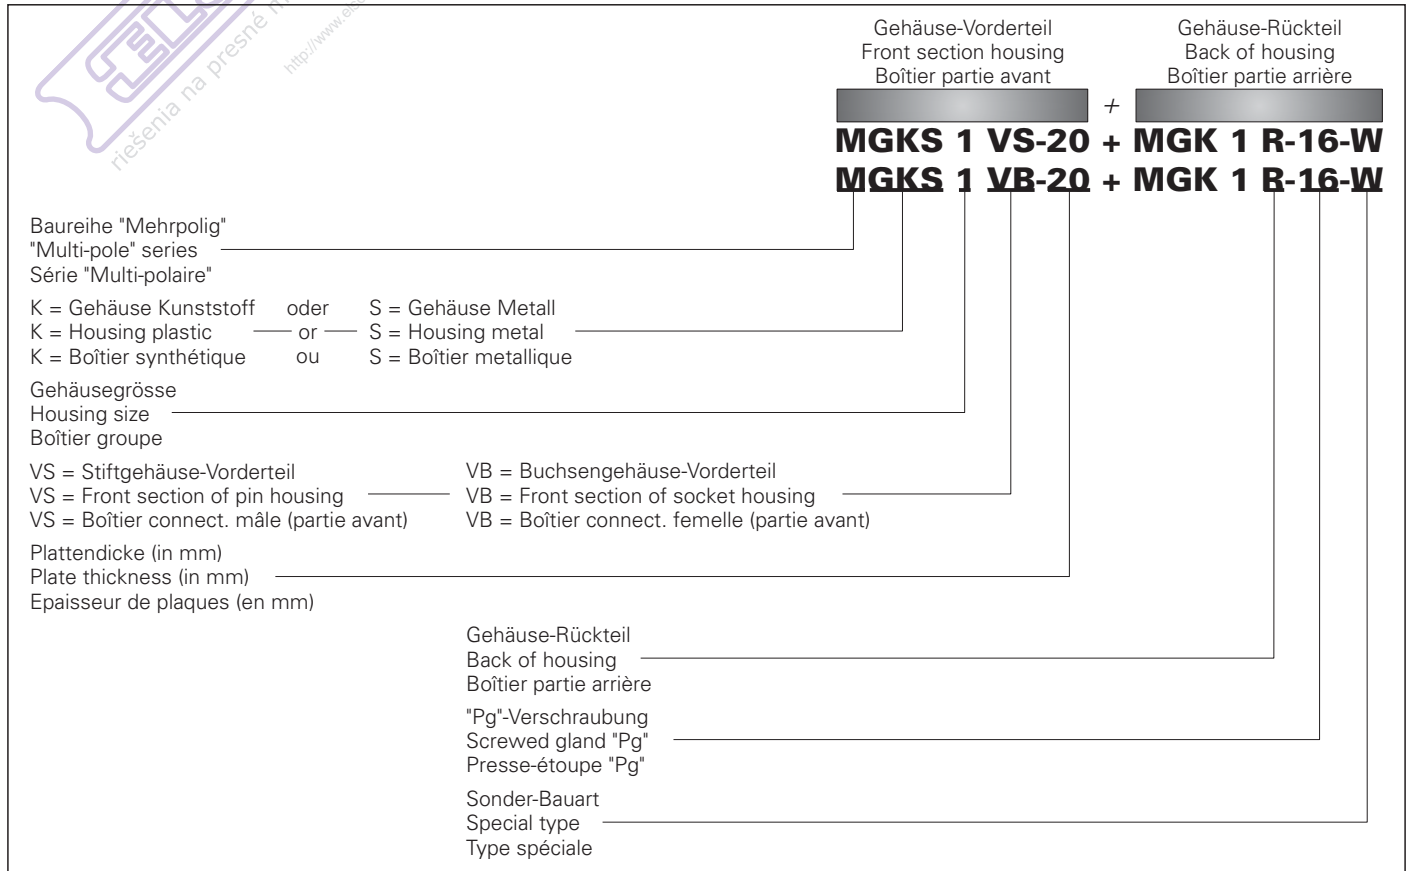 riešenia na presné m
http://www.else
Gehäuse-Vorderteil
Front section housing
Boîtier partie avant
Gehäuse-Rückteil
Back of housing
Boîtier partie arrière
+
MGKS 1 VS-20 + MGK 1 R-16-W
MGKS 1 VB-20 + MGK 1 R-16-W
Baureihe "Mehrpolig"
"Multi-pole" series
Série "Multi-polaire"
K = Gehäuse Kunststoff oder S = Gehäuse Metall
K = Housing plastic or S = Housing metal
K = Boîtier synthétique ou S = Boîtier metallique
Gehäusegrösse
Housing size
Boîtier groupe
VS = Stiftgehäuse-Vorderteil VB = Buchsengehäuse-Vorderteil
VS = Front section of pin housing VB = Front section of socket housing
VS = Boîtier connect. mâle (partie avant) VB = Boîtier connect. femelle (partie avant)
Plattendicke (in mm)
Plate thickness (in mm)
Epaisseur de plaques (en mm)
Gehäuse-Rückteil
Back of housing
Boîtier partie arrière
"Pg"-Verschraubung
Screwed gland "Pg"
Presse-étoupe "Pg"
Sonder-Bauart
Special type
Type spéciale